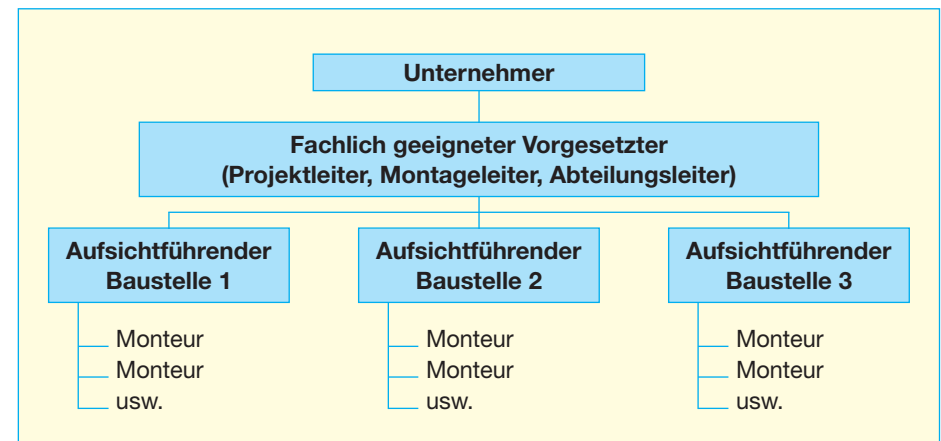 Unternehmer
Fachlich geeigneter Vorgesetzter
(Projektleiter, Montageleiter, Abteilungsleiter)
Aufsichtführender
Baustelle 1
Monteur
Monteur
usw.
Aufsichtführender
Baustelle 2
Monteur
Monteur
usw.
Aufsichtführender
Baustelle 3
Monteur
Monteur
usw.